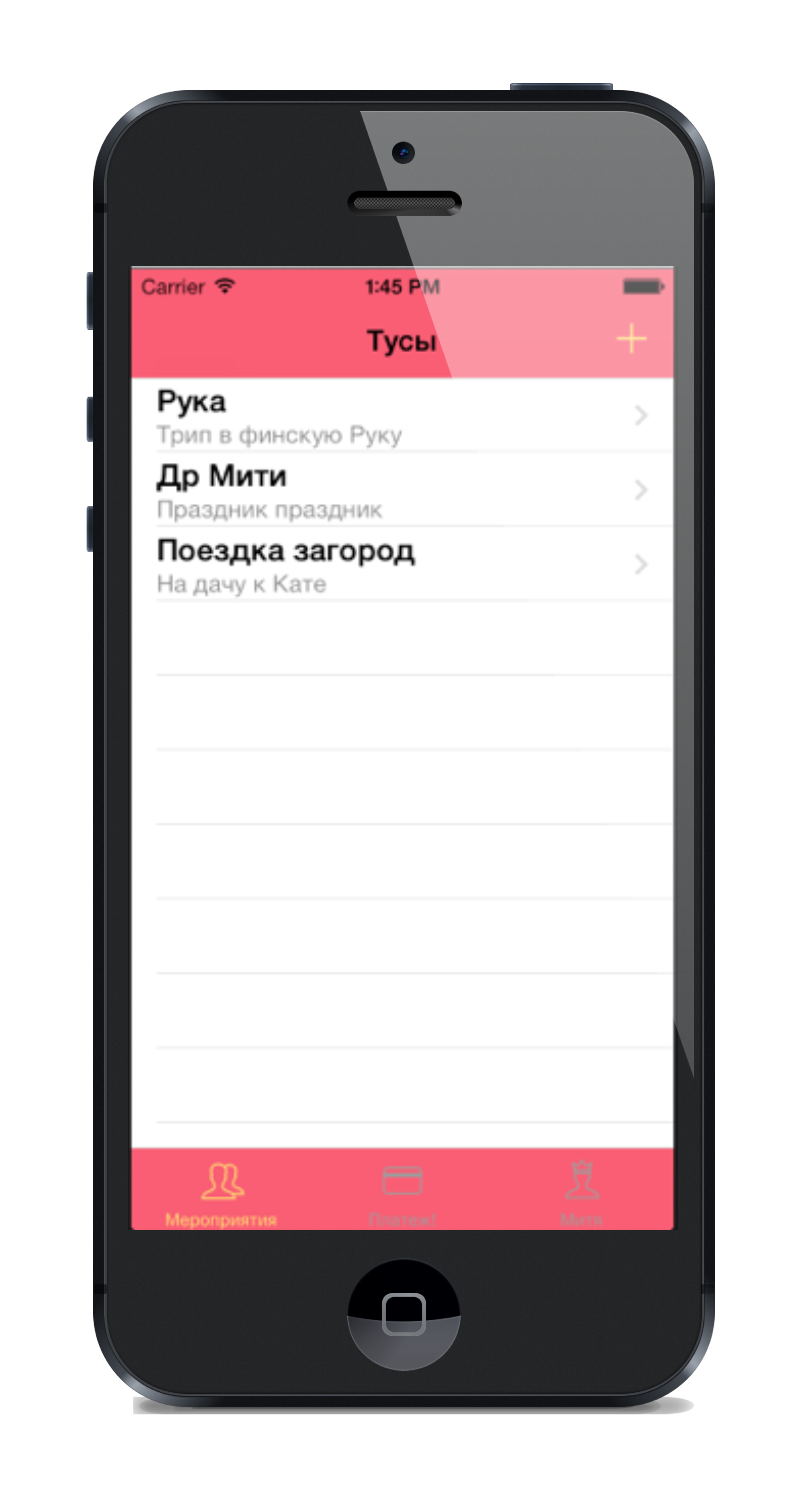 Carrier 1:45 PM
Тусы
Рука
Трип в финскую Руку
Др Мити
Праздник праздник
Поездка загород
На дачу к Кате
Мероприятия Платеж! Митя